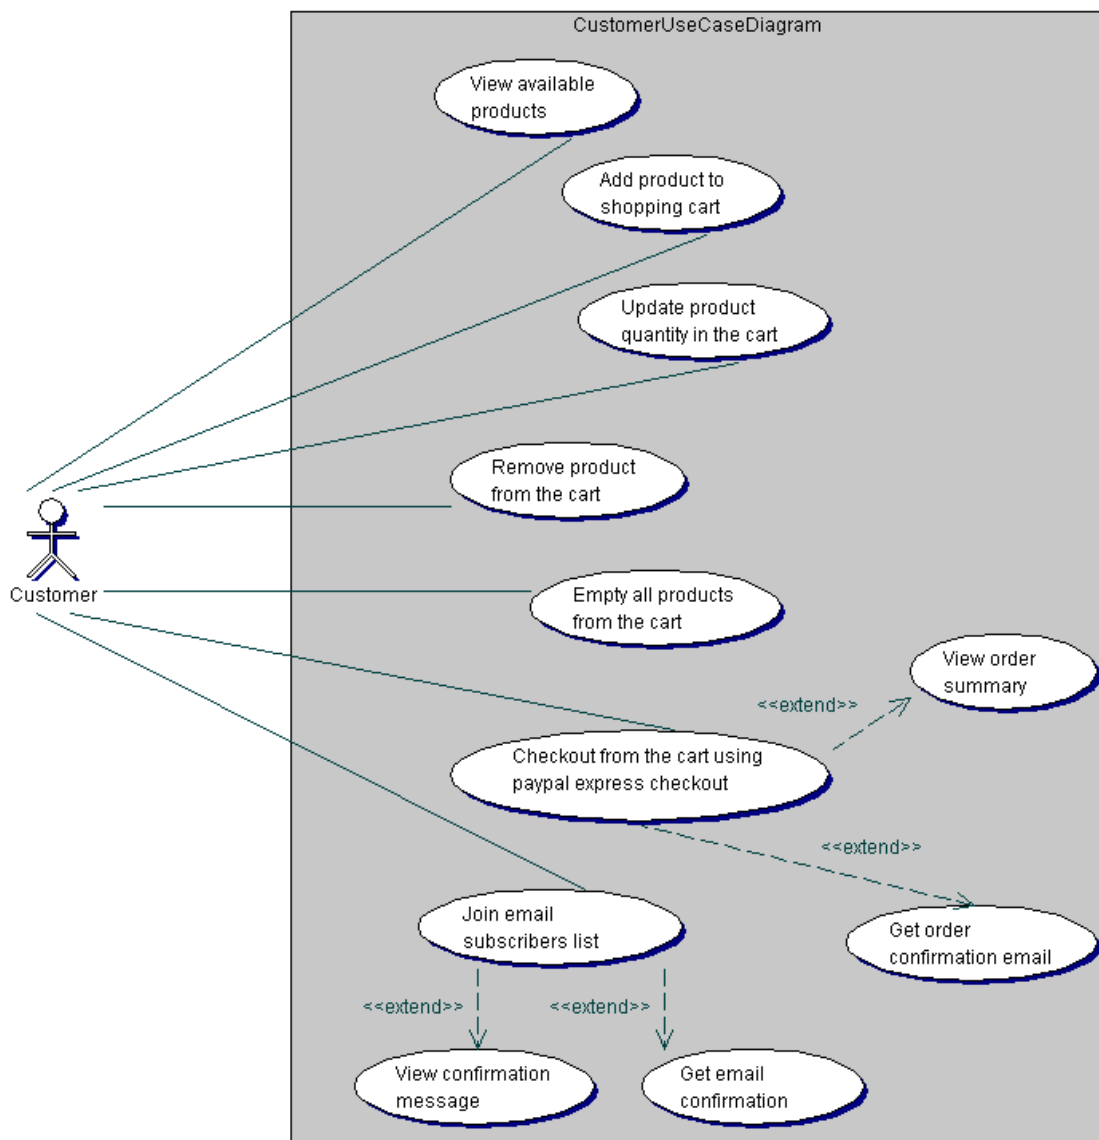 CustomerUseCaseDiagram
View available
products
Add product to
shopping cart
Update product
quantity in the cart
Remove product
from the cart
Customer
Empty all products
from the cart
View order
summary
<<extend>>
Checkout from the cart using
paypal express checkout
<<extend>>
Join email
subscribers list
Get order
confirmation email
<<extend>>
<<extend>>
View confirmation
message
Get email
confirmation